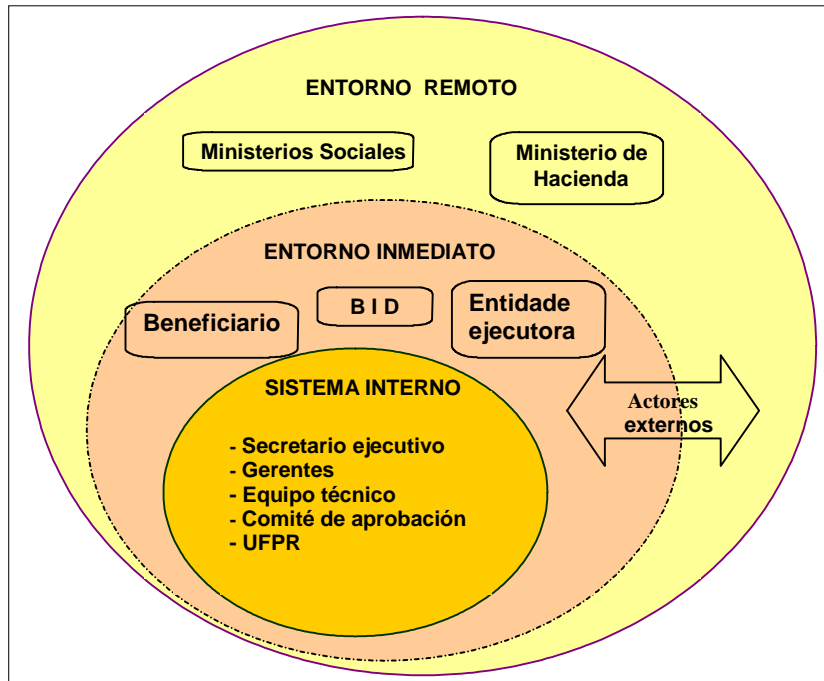 ENTORNO REMOTO
Ministerios Sociales
Ministerio de
Hacienda
ENTORNO INMEDIATO
Beneficiario
B I D
Entidade
ejecutora
SISTEMA INTERNO
- Secretario ejecutivo
- Gerentes
- Equipo técnico
- Comité de aprobación
- UFPR
Actores
externos